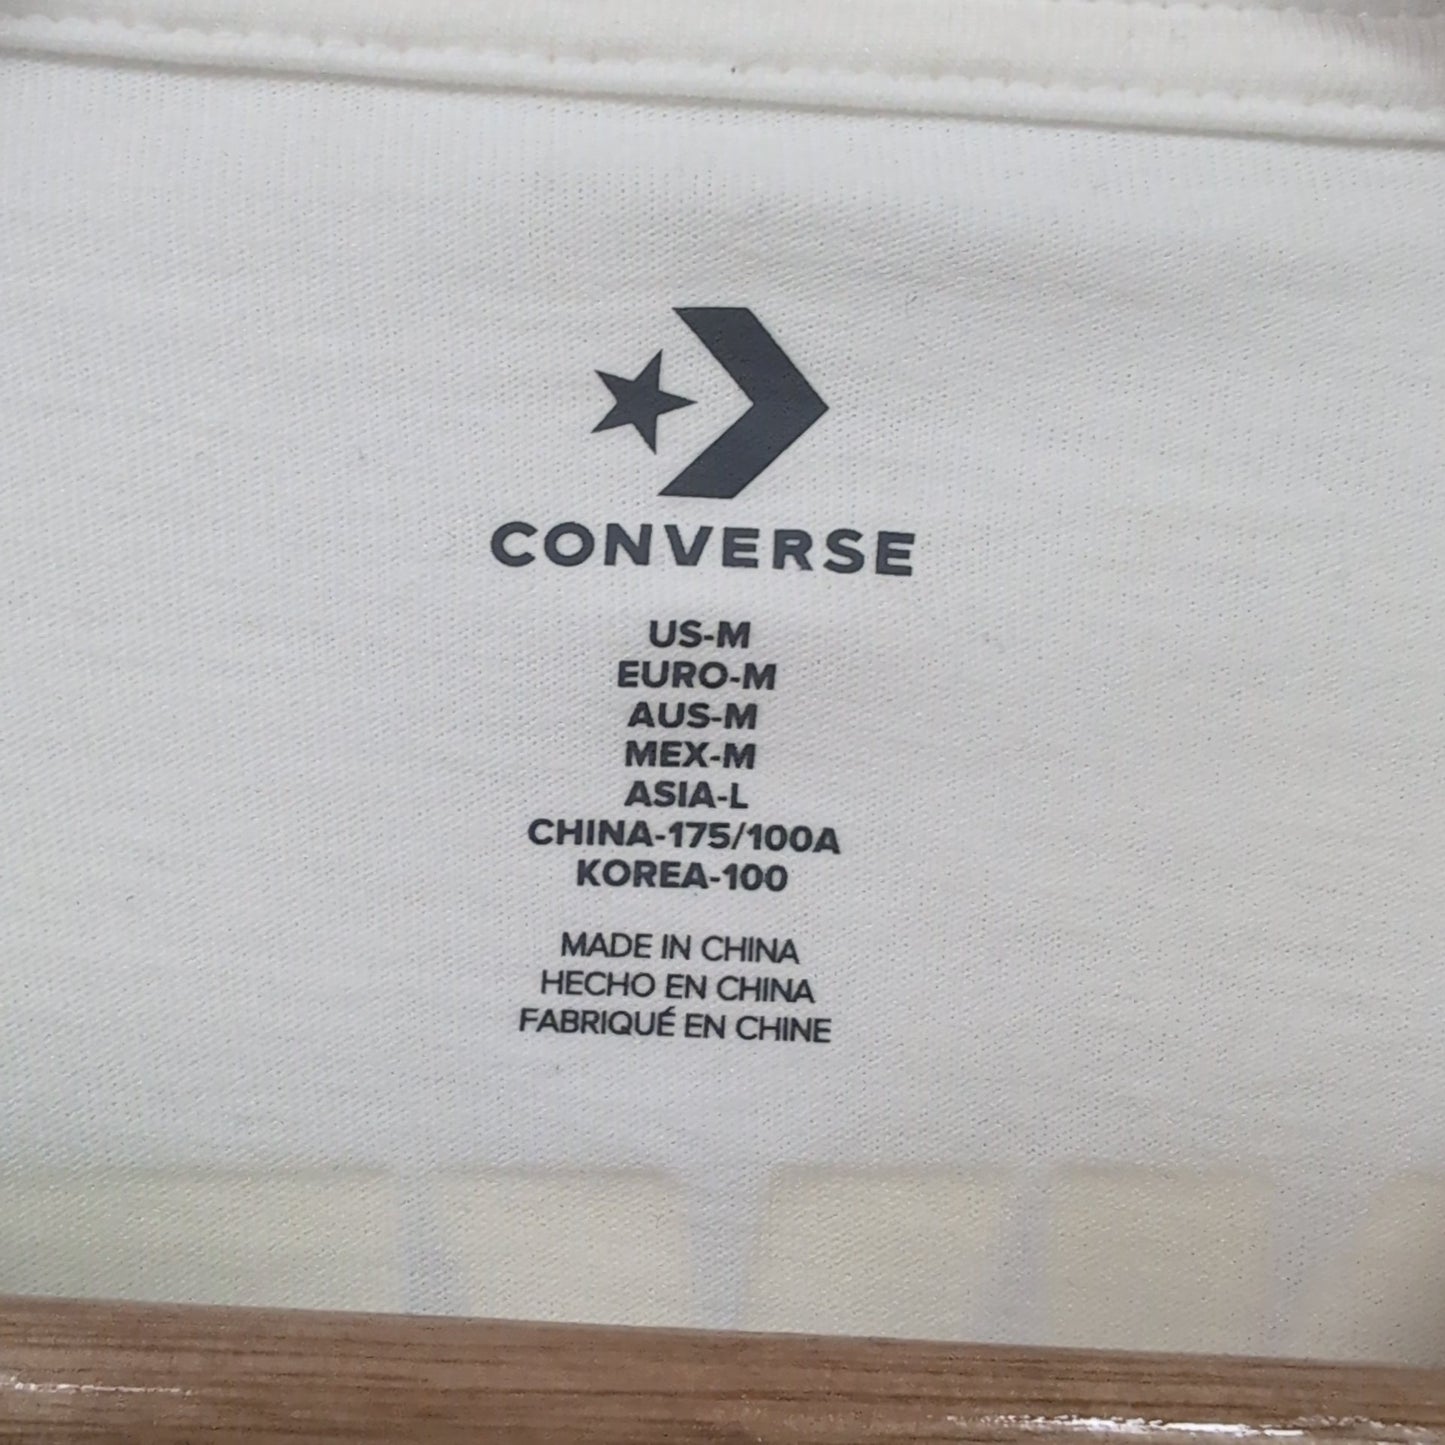 CONVERSE
US-M
EURO-M
AUS-M
MEX-M
ASIA-L
CHINA-175/100A
KOREA-100
MADE IN CHINA
HECHO EN CHINA
FABRIQUÉ EN CHINE